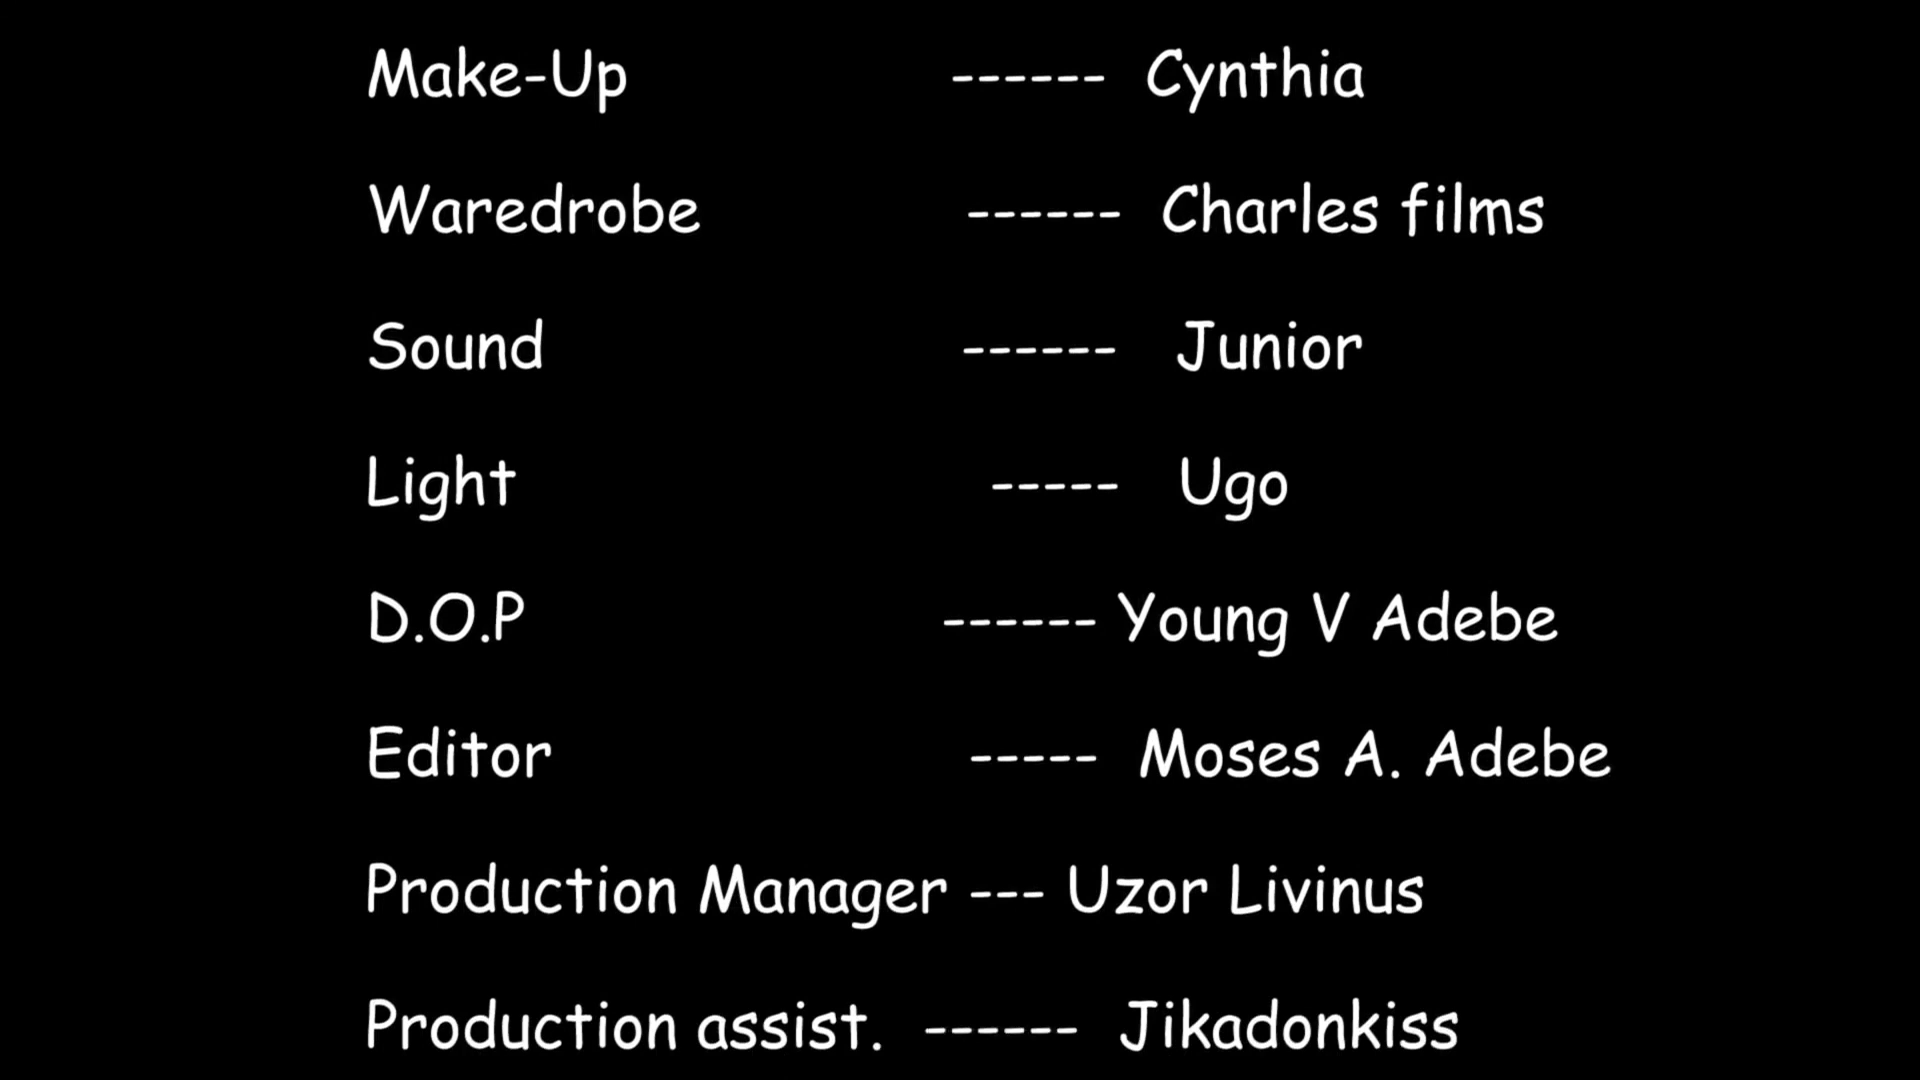 Make-Up ------ Cynthia
Waredrobe ------ Charles films
Sound ------ Junior
Light ----- Ugo
D.O.P ------ Young V Adebe
Editor ----- Moses A. Adebe
Production Manager --- Uzor Livinus
Production assist. ------ Jikadonkiss